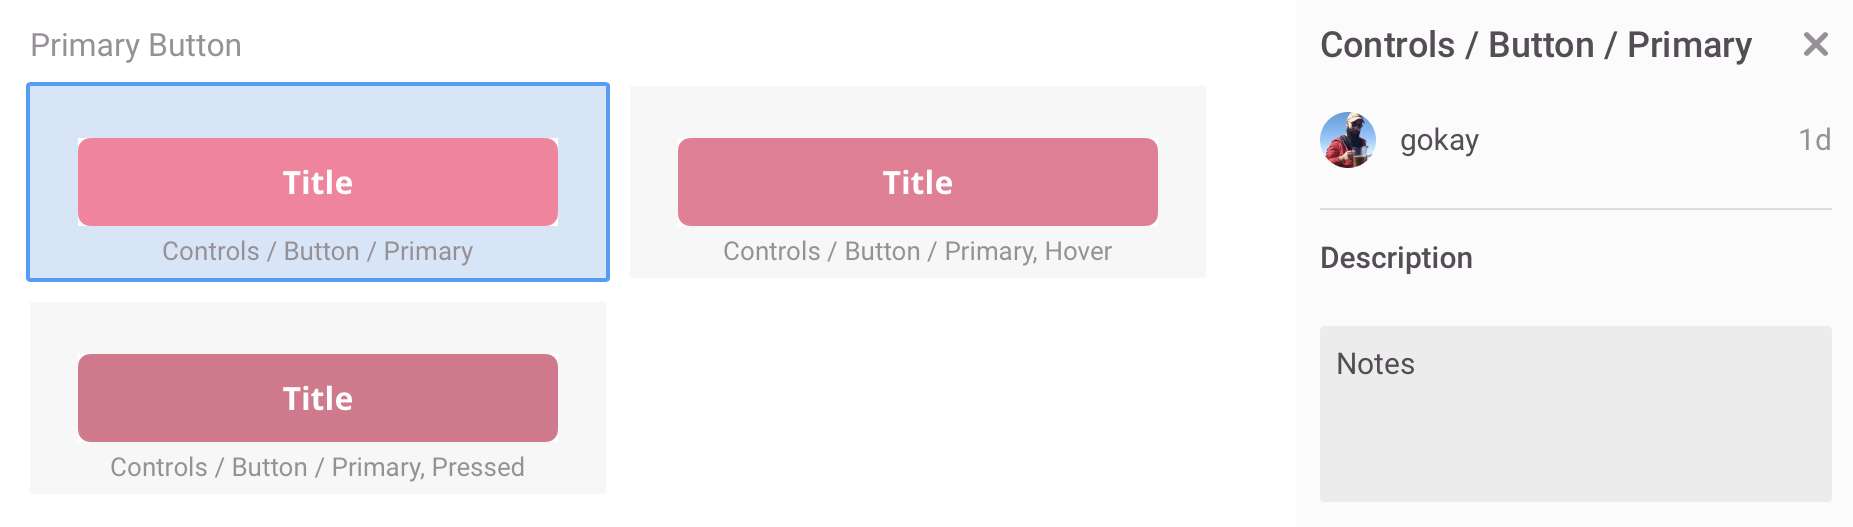 Primary Button
Title
Controls / Button / Primary
Title
Controls / Button / Primary, Hover
Title
Controls / Button / Primary, Pressed
Controls / Button / Primary
gokay
1d
Description
Notes